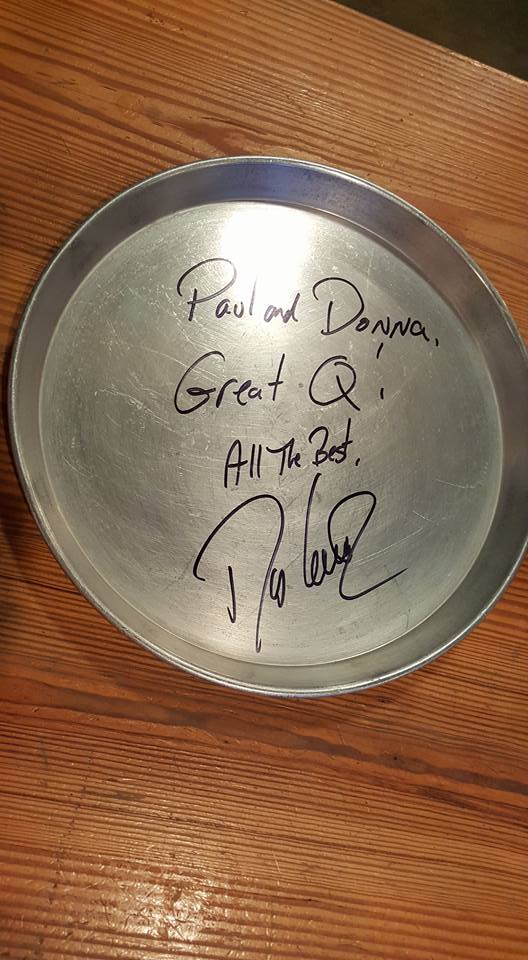 Paul and Donna,
Great Q!
All The Best,